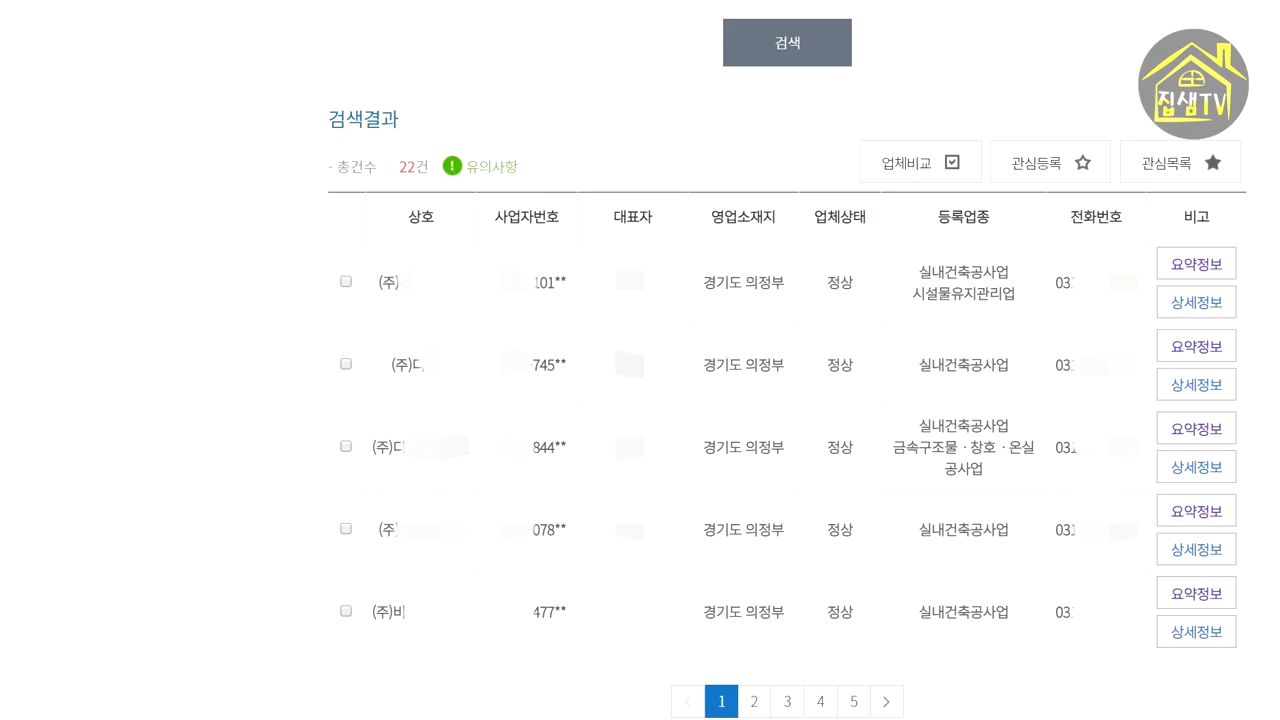 검색
집샘TV
검색결과
- 총건수 22건 유의사항
업체비교 관심등록 관심목록
상호 사업자번호 대표자 영업소재지 업체상태 등록업종 전화번호 비고
(주) 101** 경기도 의정부 정상 실내건축공사업 03 요약정보
시설물유지관리업 상세정보
(주) 745** 경기도 의정부 정상 실내건축공사업 03 요약정보
상세정보
(주) 844** 경기도 의정부 정상 실내건축공사업 031 요약정보
금속구조물 · 창호 · 온실
공사업 상세정보
(주) 078** 경기도 의정부 정상 실내건축공사업 031 요약정보
상세정보
(주)비 477** 경기도 의정부 정상 실내건축공사업 03 요약정보
상세정보
1 2 3 4 5